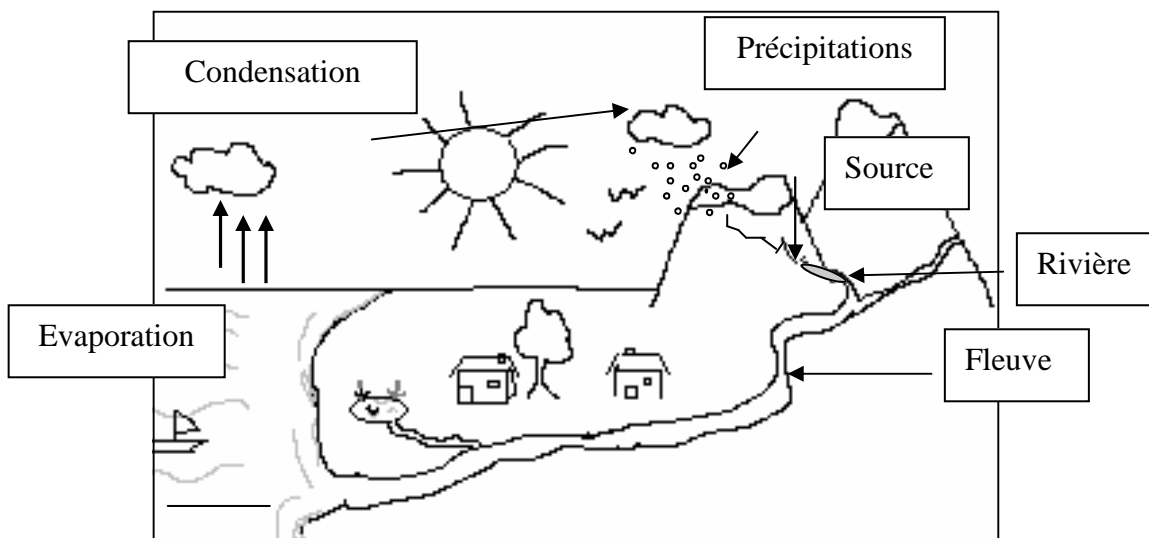 Précipitations
Condensation
Source
Rivière
Evaporation
Fleuve